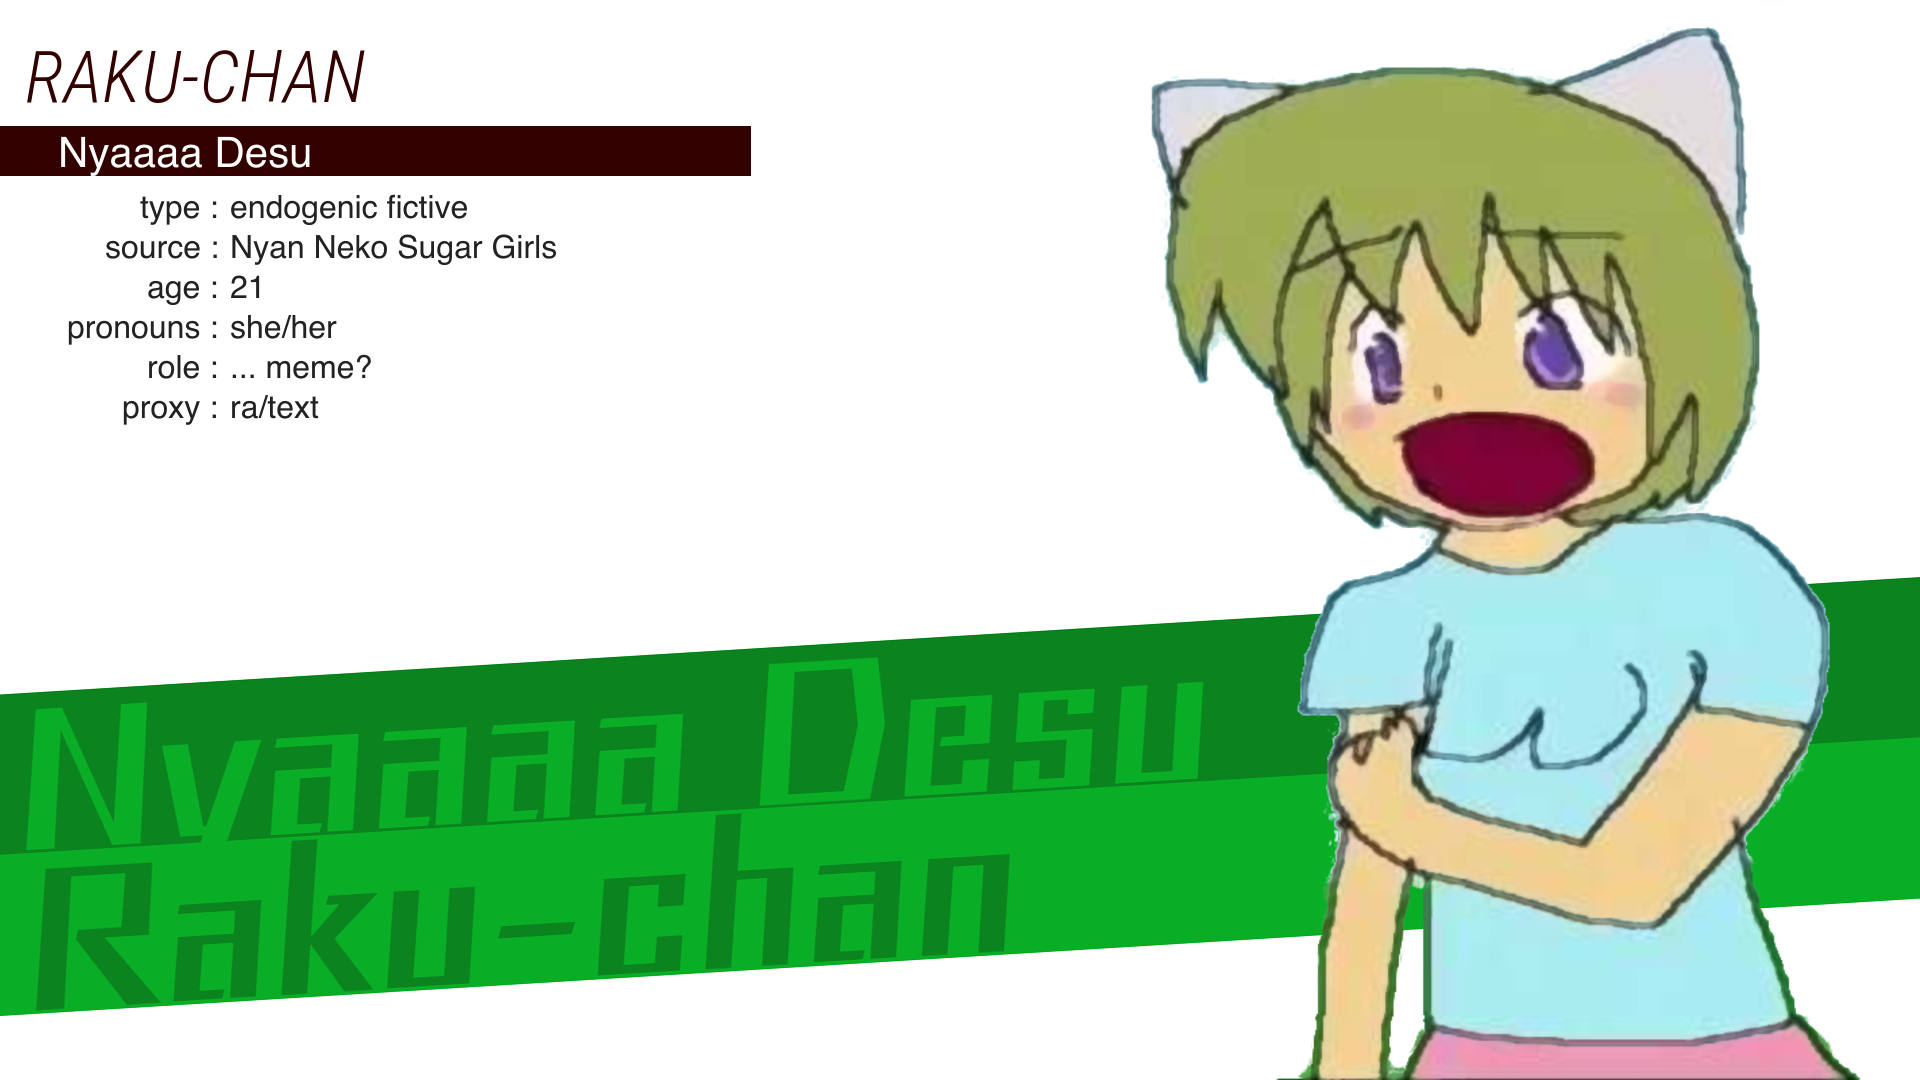 RAKU-CHAN
Nyaaaa Desu
type : endogenic fictive
source : Nyan Neko Sugar Girls
age : 21
pronouns : she/her
role : ... meme?
proxy : ra/text
Nyaaaa Desu
Raku-chan